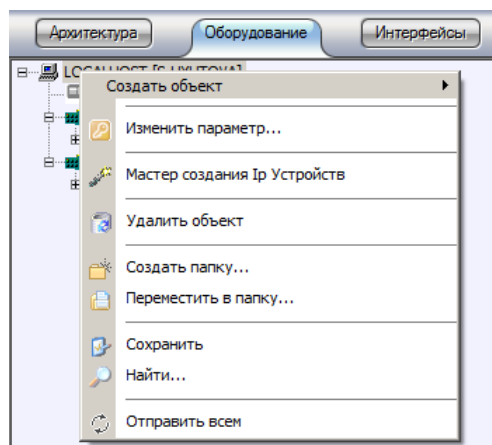 Архитектура Оборудование Интерфейсы
Создать объект
Изменить параметр...
Мастер создания Ip Устройств
Удалить объект
Создать папку...
Переместить в папку...
Сохранить
Найти...
Отправить всем